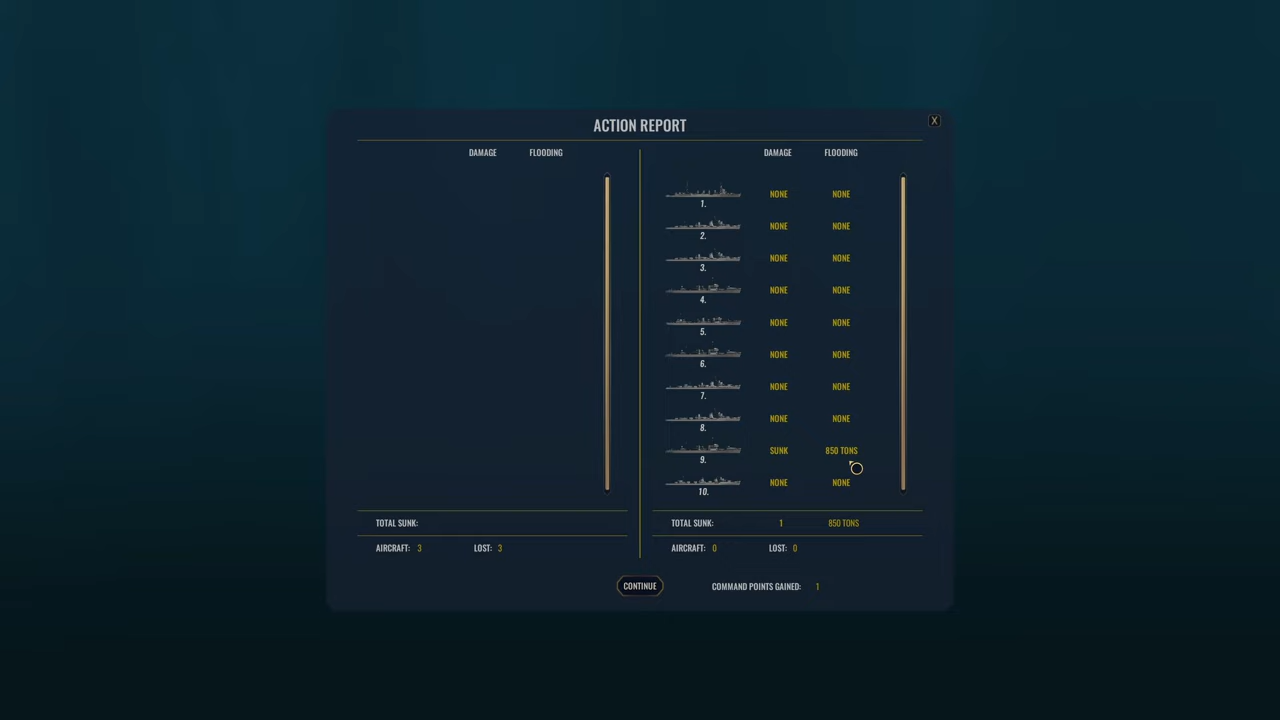 ACTION REPORT
X
DAMAGE FLOODING
DAMAGE FLOODING
NONE NONE
1.
NONE NONE
2.
NONE NONE
3.
NONE NONE
4.
NONE NONE
5.
NONE NONE
6.
NONE NONE
7.
NONE NONE
8.
SUNK 850 TONS
9.
NONE NONE
10.
TOTAL SUNK:
AIRCRAFT: 3 LOST: 3
TOTAL SUNK: 1 850 TONS
AIRCRAFT: 0 LOST: 0
CONTINUE
COMMAND POINTS GAINED: 1